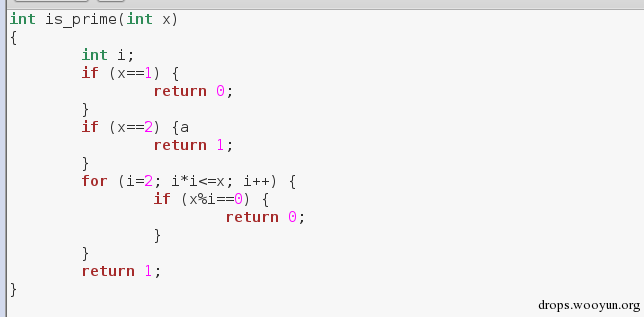 int is_prime(int x)
{
        int i;
        if (x==1) {
                return 0;
        }
        if (x==2) {a
                return 1;
        }
        for (i=2; i*i<=x; i++) {
                if (x%i==0) {
                        return 0;
                }
        }
        return 1;
}
drops.wooyun.org